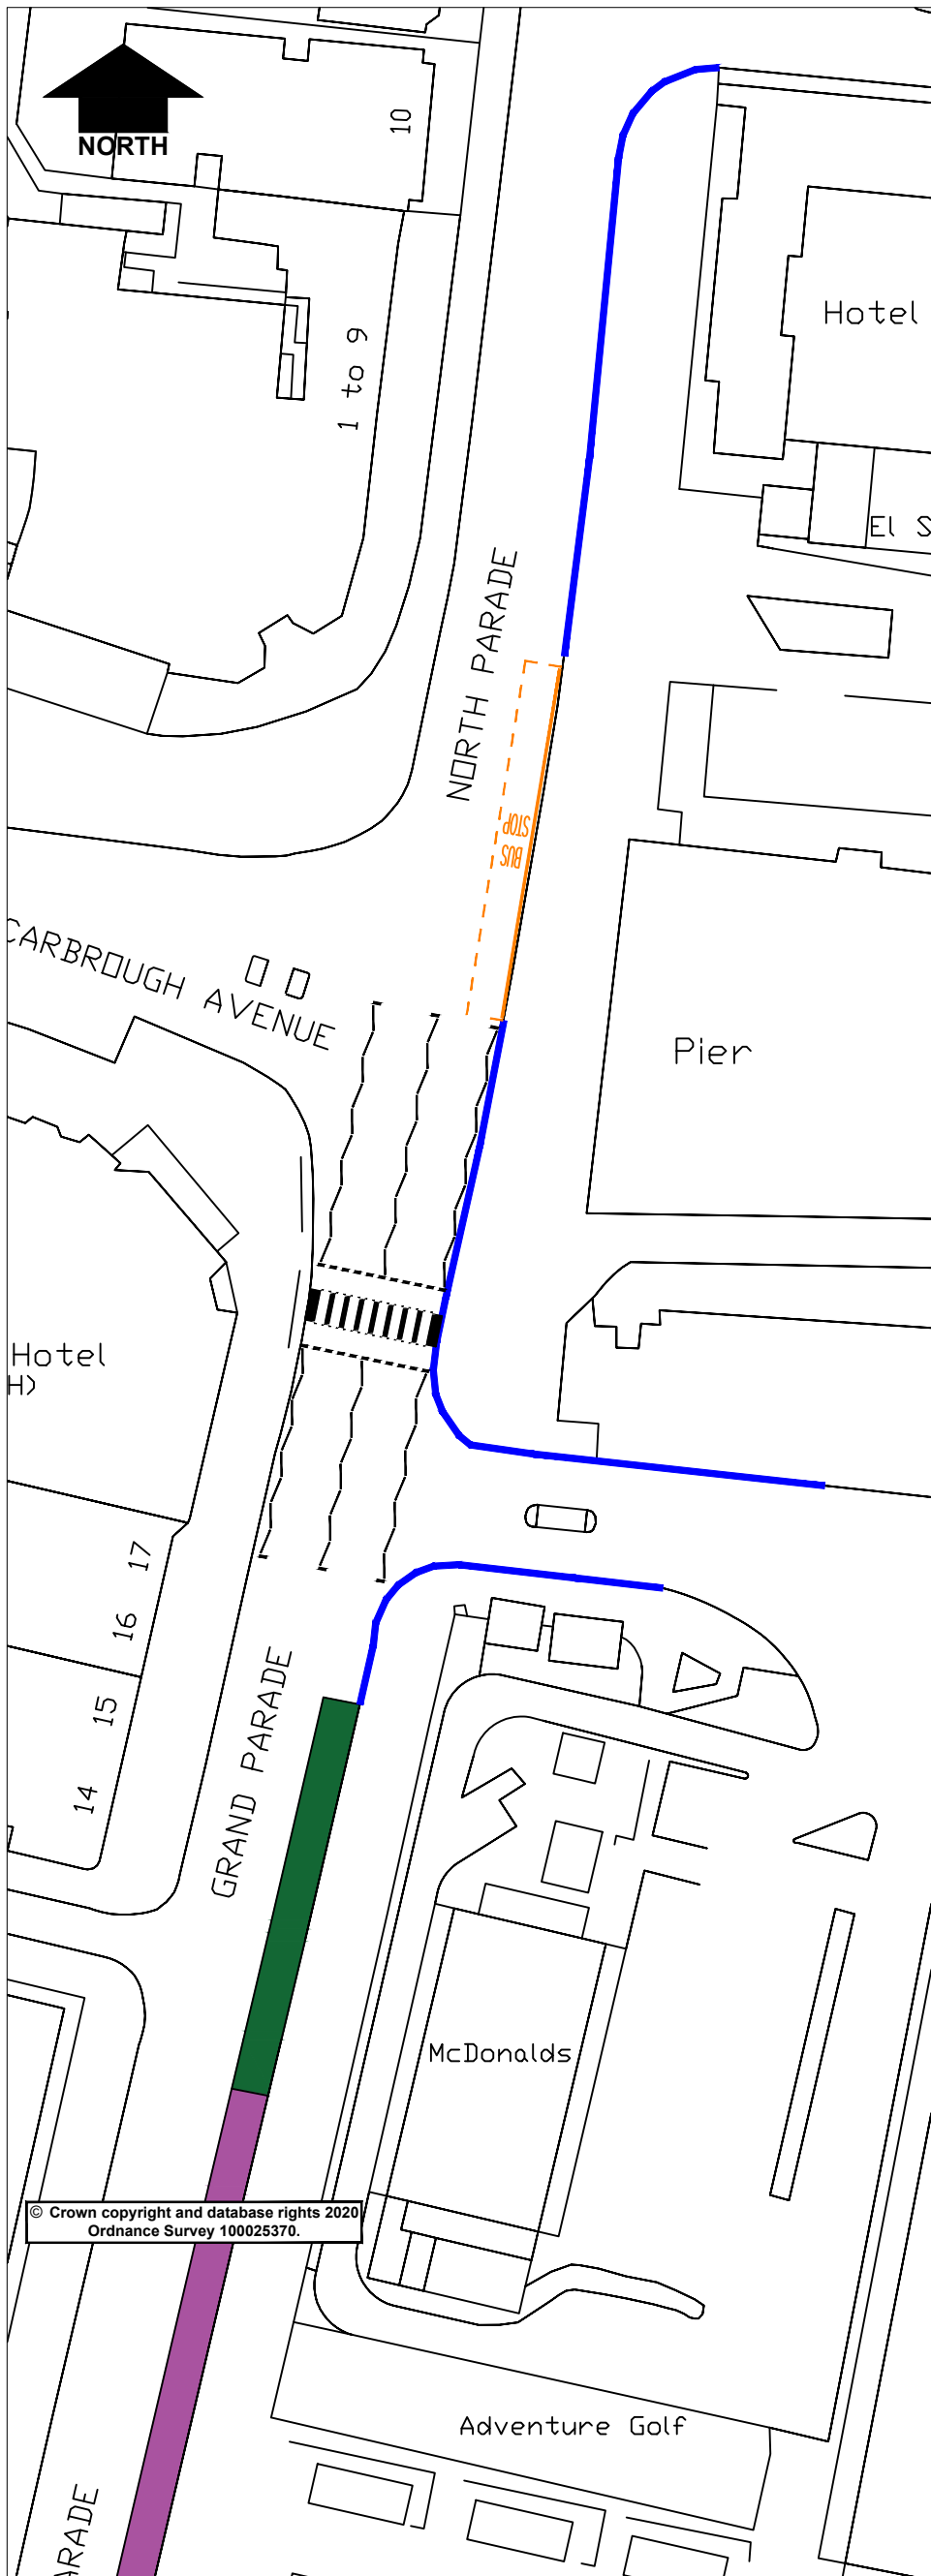 NORTH
10
Hotel
1 to 9
El S
NORTH PARADE
BUS
STOP
CARBROUGH AVENUE
Pier
Hotel
H)
17
16
15
14
GRAND PARADE
McDonalds
© Crown copyright and database rights 2020
Ordnance Survey 100025370.
Adventure Golf
ARADE